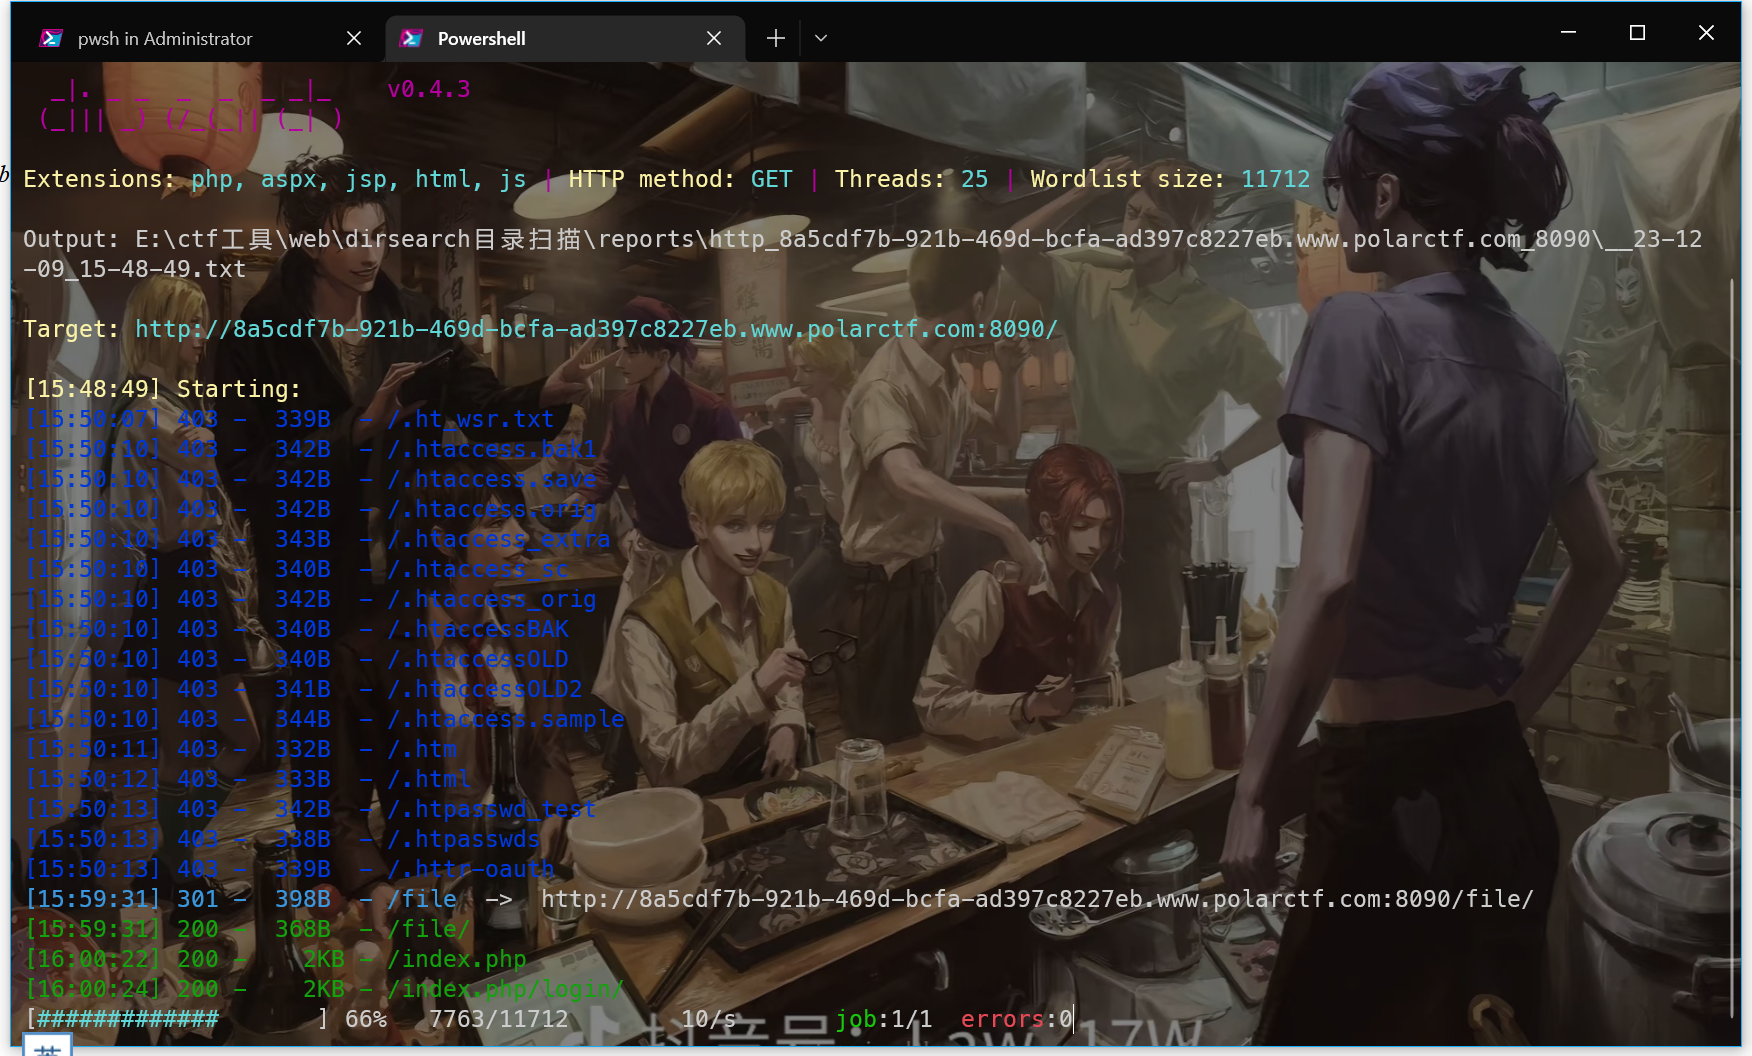 pwsh in Administrator
Powershell
_|. _ _  _  _  _ _|_    v0.4.3
(_||| _) (/_(_|| (_| )
b
Extensions: php, aspx, jsp, html, js | HTTP method: GET | Threads: 25 | Wordlist size: 11712
Output: E:\ctf工具\web\dirsearch目录扫描\reports\http_8a5cdf7b-921b-469d-bcfa-ad397c8227eb.www.polarctf.com_8090\__23-12
-09_15-48-49.txt
Target: http://8a5cdf7b-921b-469d-bcfa-ad397c8227eb.www.polarctf.com:8090/
[15:48:49] Starting:
[15:50:07] 403 -  339B  - /.ht_wsr.txt
[15:50:10] 403 -  342B  - /.htaccess.bak1
[15:50:10] 403 -  342B  - /.htaccess.save
[15:50:10] 403 -  342B  - /.htaccess.orig
[15:50:10] 403 -  343B  - /.htaccess_extra
[15:50:10] 403 -  340B  - /.htaccess_sc
[15:50:10] 403 -  342B  - /.htaccess_orig
[15:50:10] 403 -  340B  - /.htaccessBAK
[15:50:10] 403 -  340B  - /.htaccessOLD
[15:50:10] 403 -  341B  - /.htaccessOLD2
[15:50:10] 403 -  344B  - /.htaccess.sample
[15:50:11] 403 -  332B  - /.htm
[15:50:12] 403 -  333B  - /.html
[15:50:13] 403 -  342B  - /.htpasswd_test
[15:50:13] 403 -  338B  - /.htpasswds
[15:50:13] 403 -  339B  - /.httr-oauth
[15:59:31] 301 -  398B  - /file  ->  http://8a5cdf7b-921b-469d-bcfa-ad397c8227eb.www.polarctf.com:8090/file/
[15:59:31] 200 -  368B  - /file/
[16:00:22] 200 -    2KB - /index.php
[16:00:24] 200 -    2KB - /index.php/login/
[#############       ] 66%   7763/11712        10/s       job:1/1  errors:0
抖音号: Law_17W
英